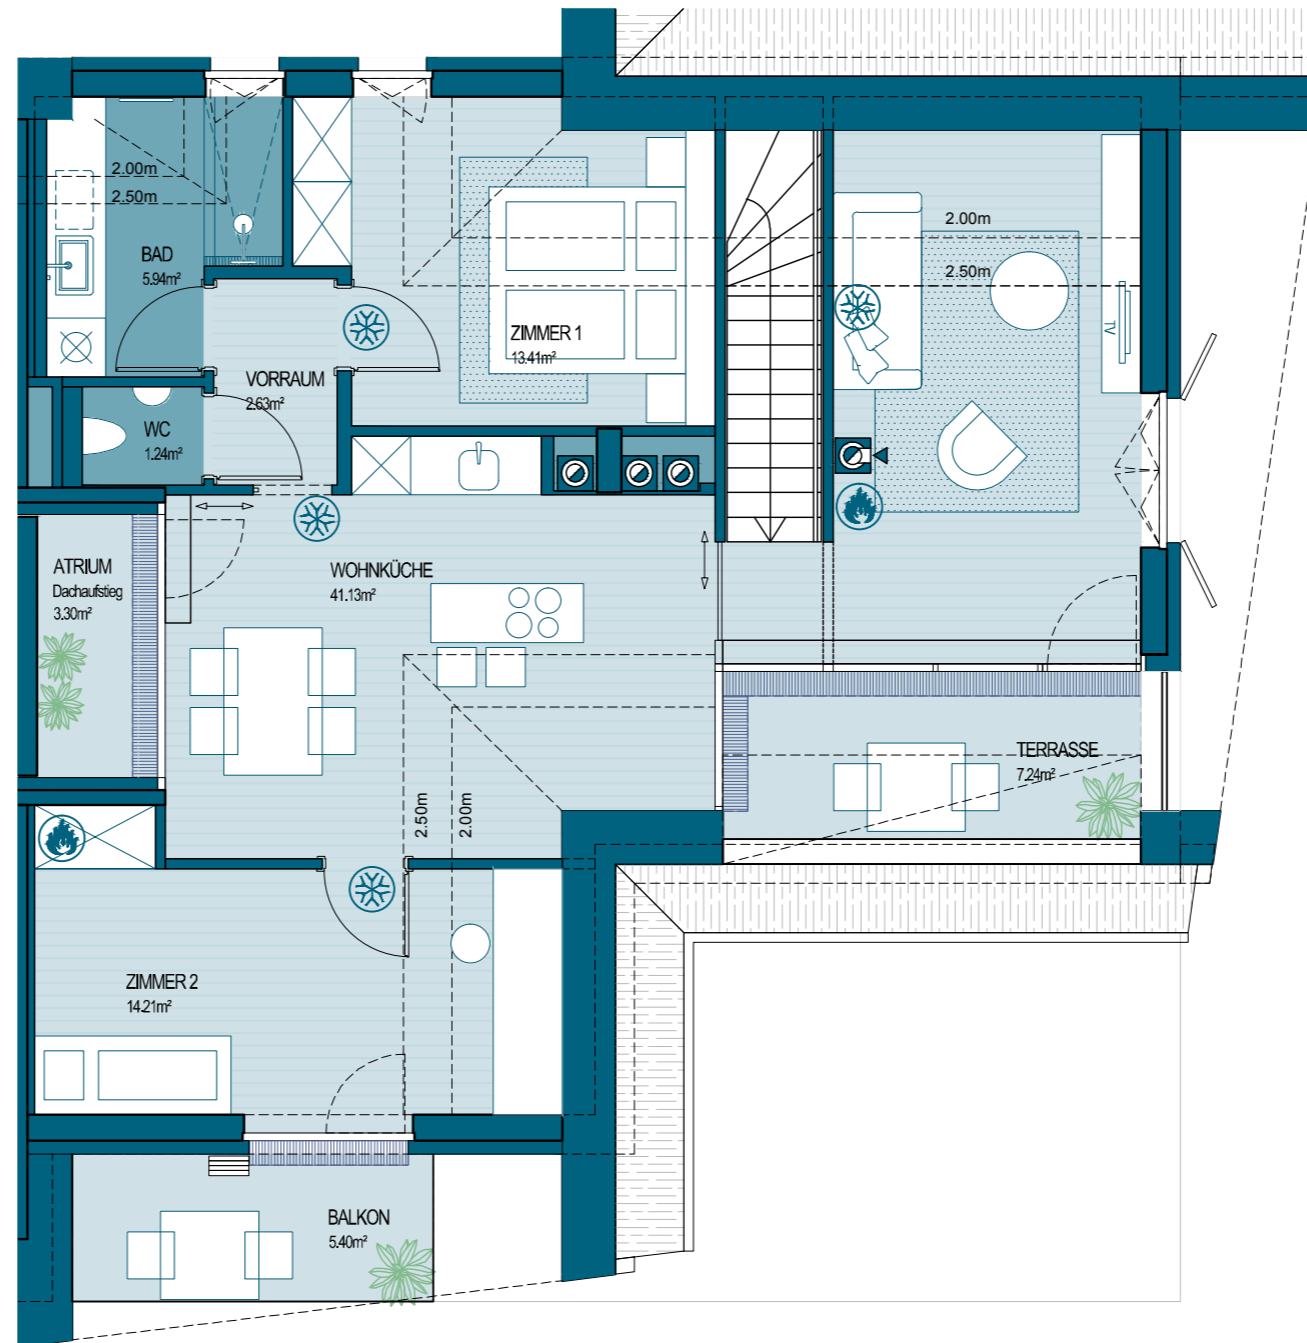 2.00m
2.50m
BAD
5.94m²
ZIMMER 1
13.41m²
2.00m
2.50m
TV
VORRAUM
2.63m²
WC
1.24m²
ATRIUM
Dachaufstieg
3.30m²
WOHNKÜCHE
41.13m²
TERRASSE
7.24m²
2.50m
2.00m
ZIMMER 2
14.21m²
BALKON
5.40m²